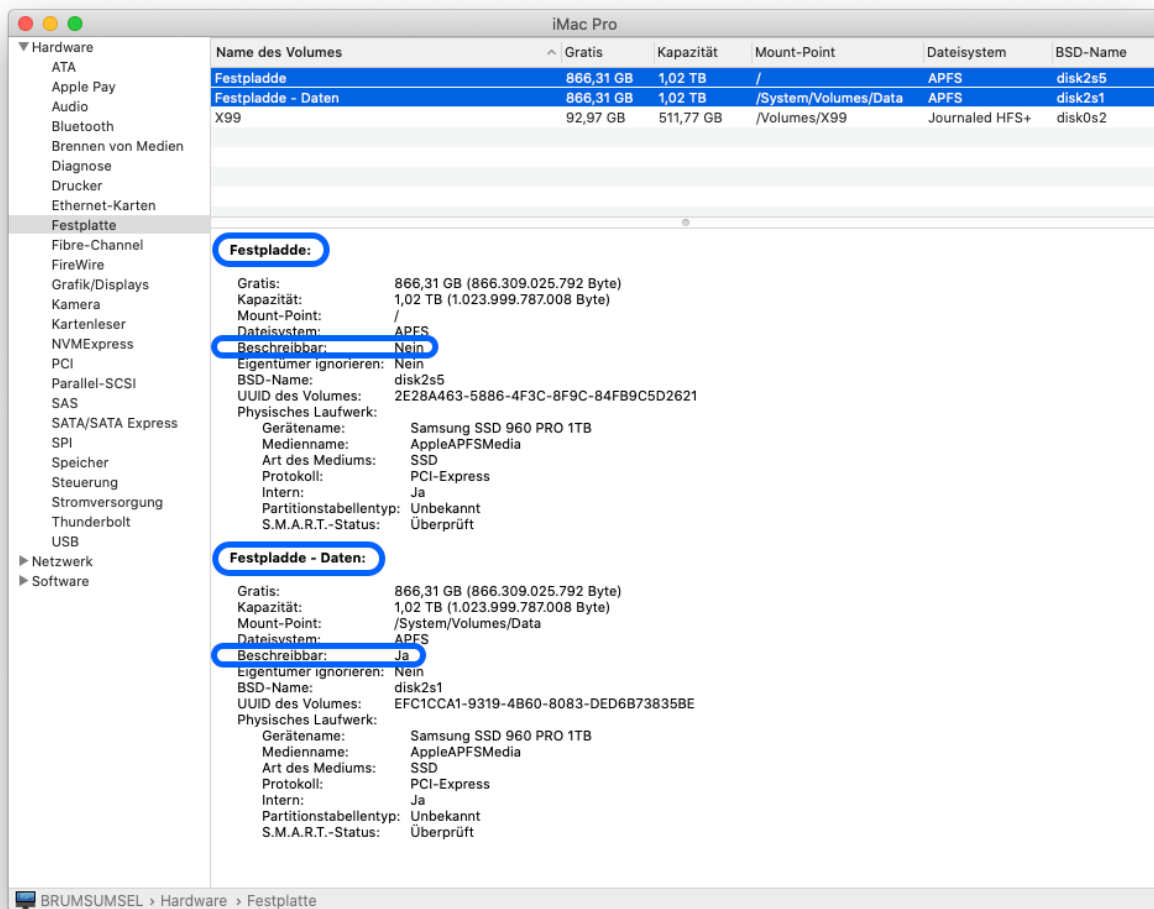 iMac Pro
Hardware
ATA
Apple Pay
Audio
Bluetooth
Brennen von Medien
Diagnose
Drucker
Ethernet-Karten
Festplatte
Fibre-Channel
FireWire
Grafik/Displays
Kamera
Kartenleser
NVMExpress
PCI
Parallel-SCSI
SAS
SATA/SATA Express
SPI
Speicher
Steuerung
Stromversorgung
Thunderbolt
USB
Netzwerk
Software
Name des Volumes Gratis Kapazität Mount-Point Dateisystem BSD-Name
Festpladde 866,31 GB 1,02 TB / APFS disk2s5
Festpladde - Daten 866,31 GB 1,02 TB /System/Volumes/Data APFS disk2s1
X99 92,97 GB 511,77 GB /Volumes/X99 Journaled HFS+ disk0s2
Festpladde:
Gratis: 866,31 GB (866.309.025.792 Byte)
Kapazität: 1,02 TB (1.023.999.787.008 Byte)
Mount-Point: /
Dateisystem: APFS
Beschreibbar: Nein
Eigentümer ignorieren: Nein
BSD-Name: disk2s5
UUID des Volumes: 2E28A463-5886-4F3C-8F9C-84FB9C5D2621
Physisches Laufwerk:
Gerätename: Samsung SSD 960 PRO 1TB
Medienname: AppleAPFSMedia
Art des Mediums: SSD
Protokoll: PCI-Express
Intern: Ja
Partitionstabellentyp: Unbekannt
S.M.A.R.T.-Status: Überprüft
Festpladde - Daten:
Gratis: 866,31 GB (866.309.025.792 Byte)
Kapazität: 1,02 TB (1.023.999.787.008 Byte)
Mount-Point: /System/Volumes/Data
Dateisystem: APFS
Beschreibbar: Ja
Eigentümer ignorieren: Nein
BSD-Name: disk2s1
UUID des Volumes: EFC1CCA1-9319-4B60-8083-DED6B73835BE
Physisches Laufwerk:
Gerätename: Samsung SSD 960 PRO 1TB
Medienname: AppleAPFSMedia
Art des Mediums: SSD
Protokoll: PCI-Express
Intern: Ja
Partitionstabellentyp: Unbekannt
S.M.A.R.T.-Status: Überprüft
BRUMSUMSEL › Hardware › Festplatte